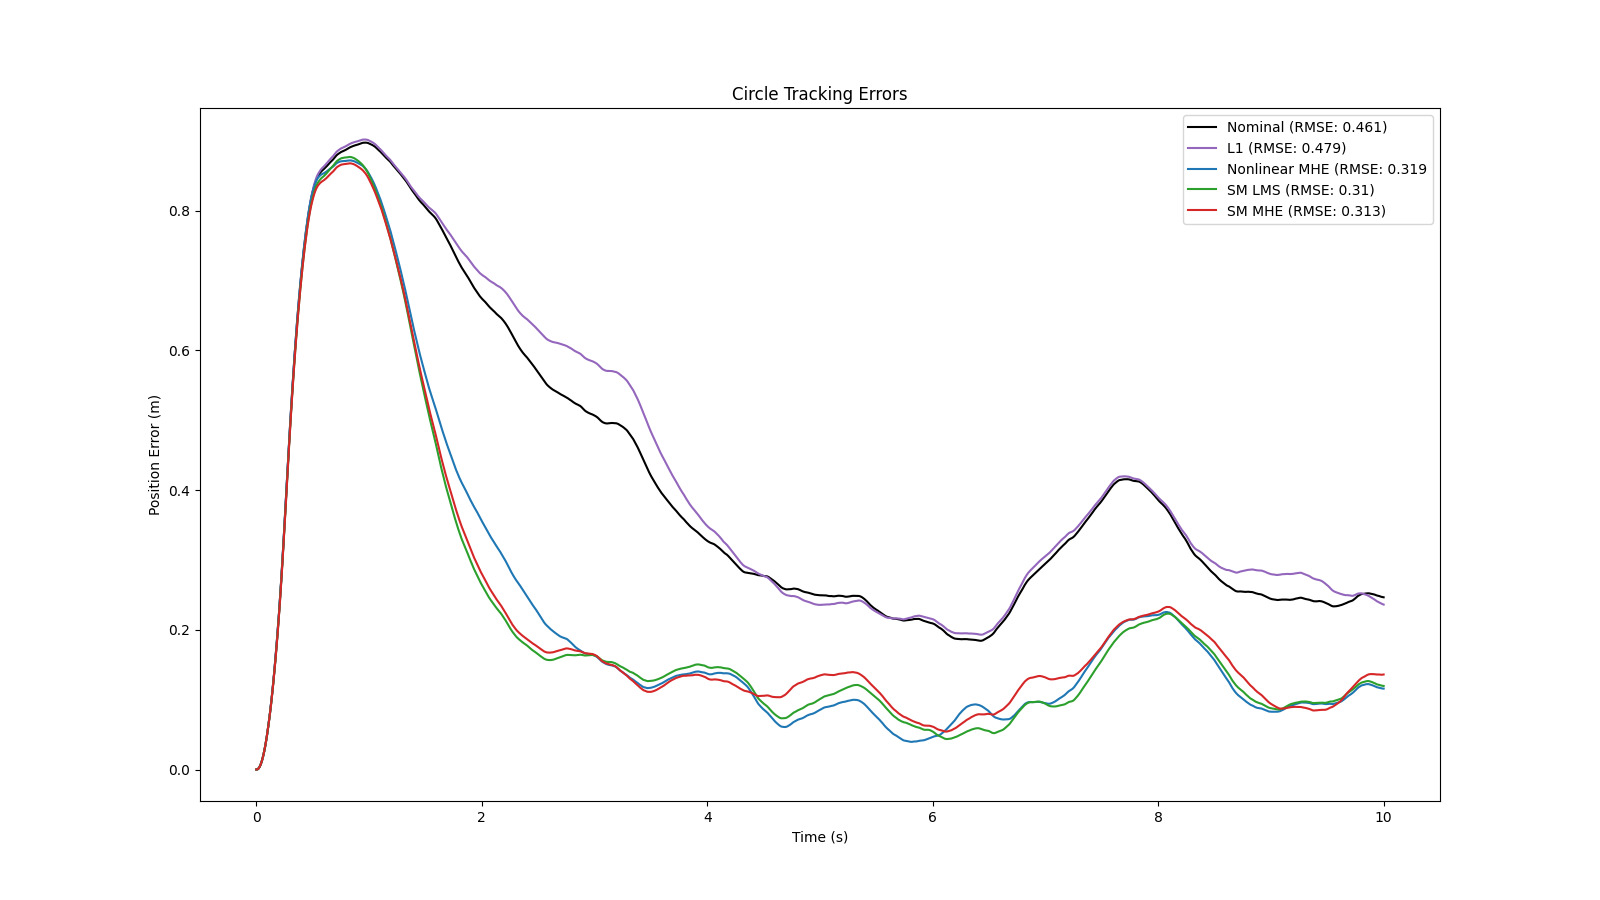 Circle Tracking Errors
Nominal (RMSE: 0.461)
L1 (RMSE: 0.479)
Nonlinear MHE (RMSE: 0.319
SM LMS (RMSE: 0.31)
SM MHE (RMSE: 0.313)
0.8
0.6
0.4
0.2
0.0
Position Error (m)
0 2 4 6 8 10
Time (s)